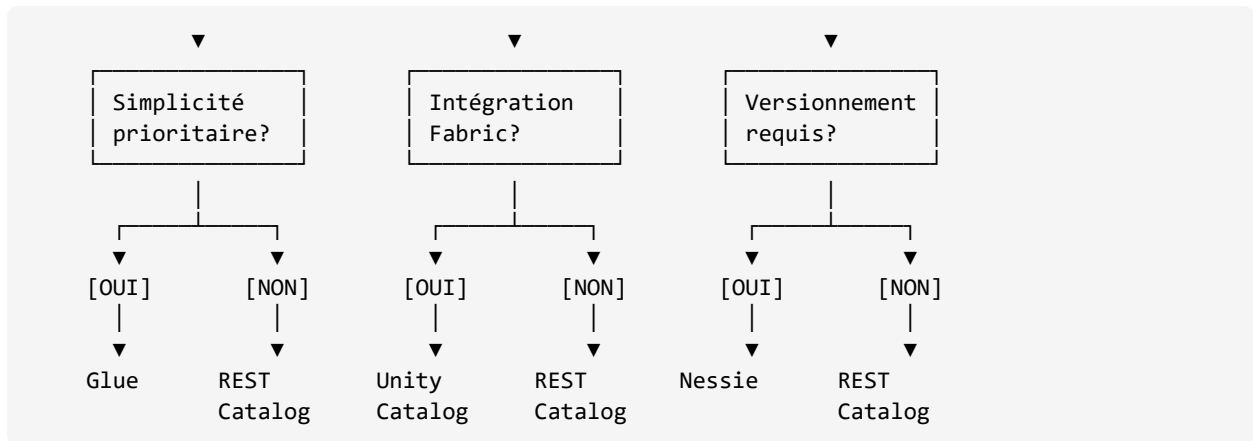 Simplicité Intégration Versionnement
prioritaire? Fabric? requis?
[OUI] [NON] [OUI] [NON] [OUI] [NON]
Glue REST Unity REST Nessie REST
Catalog Catalog Catalog Catalog